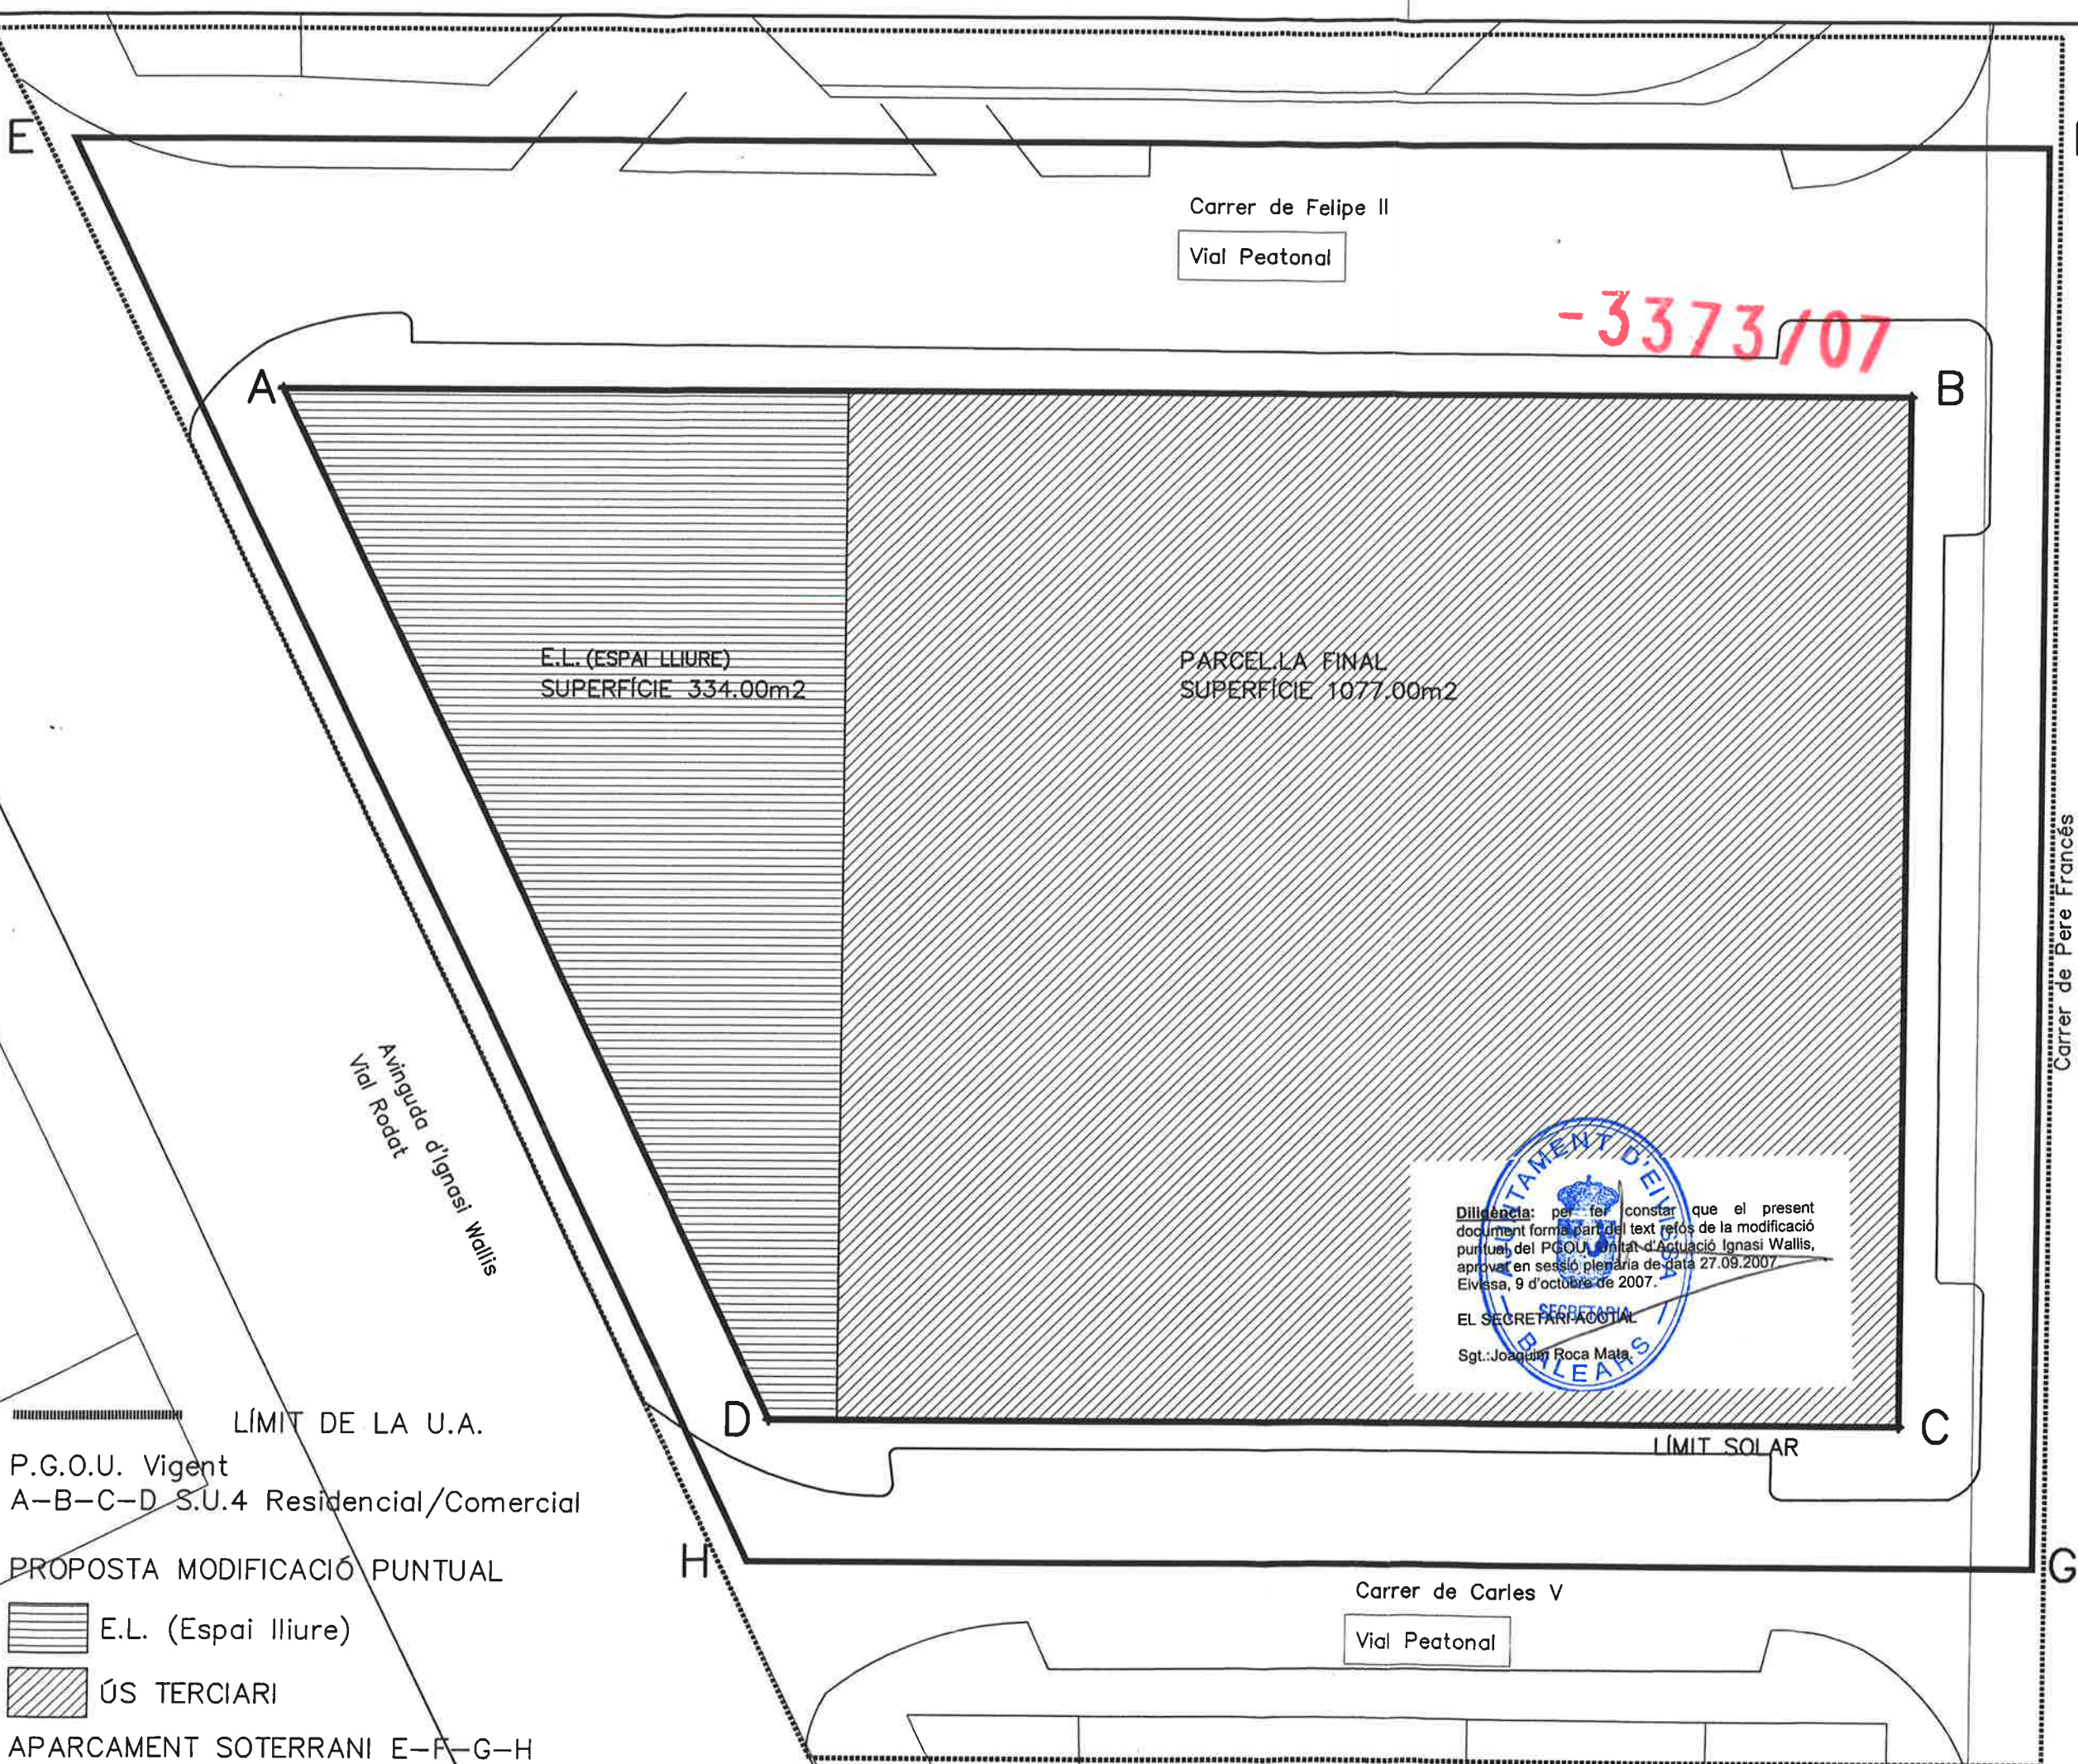 E
Carrer de Felipe II
Vial Peatonal
-3373/07
A
B
E.L. (ESPAI LLIURE)
SUPERFÍCIE 334.00m2
PARCEL.LA FINAL
SUPERFÍCIE 1077.00m2
Carrer de Pere Francés
Avinguda d'Ignasi Wallis
Vial Rodat
AJUNTAMENT D'EIVISSA
SECRETARIA
BALEARS
Diligència: per fer constar que el present
document forma part del text refós de la modificació
puntual del PGOU, Unitat d'Actuació Ignasi Wallis,
aprovat en sessió plenària de data 27.09.2007.
Eivissa, 9 d'octubre de 2007.
EL SECRETARI ACCTAL
Sgt.:Joaquim Roca Mata.
D
C
LÍMIT SOLAR
LÍMIT DE LA U.A.
P.G.O.U. Vigent
A-B-C-D S.U.4 Residencial/Comercial
PROPOSTA MODIFICACIÓ PUNTUAL
E.L. (Espai lliure)
ÚS TERCIARI
APARCAMENT SOTERRANI E-F-G-H
H
G
Carrer de Carles V
Vial Peatonal